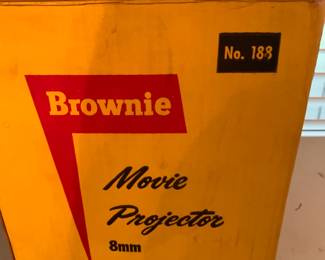 No. 188
Brownie
Movie
Projector
8mm